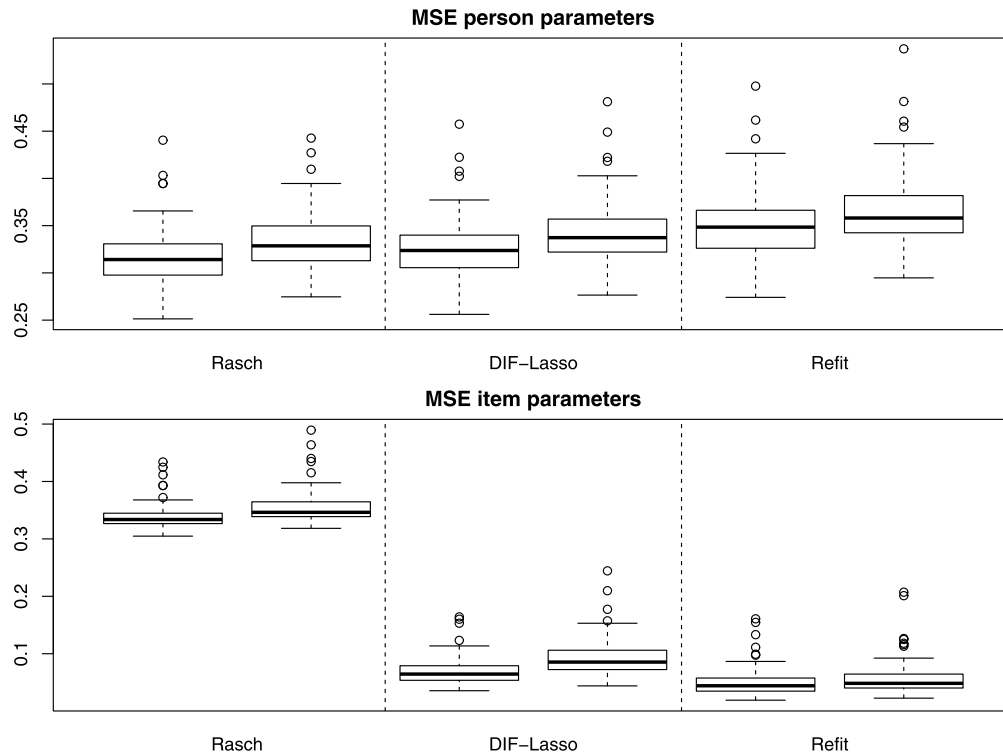 MSE person parameters
0.45
0.35
0.25
Rasch DIF−Lasso Refit
MSE item parameters
0.5
0.4
0.3
0.2
0.1
Rasch DIF−Lasso Refit